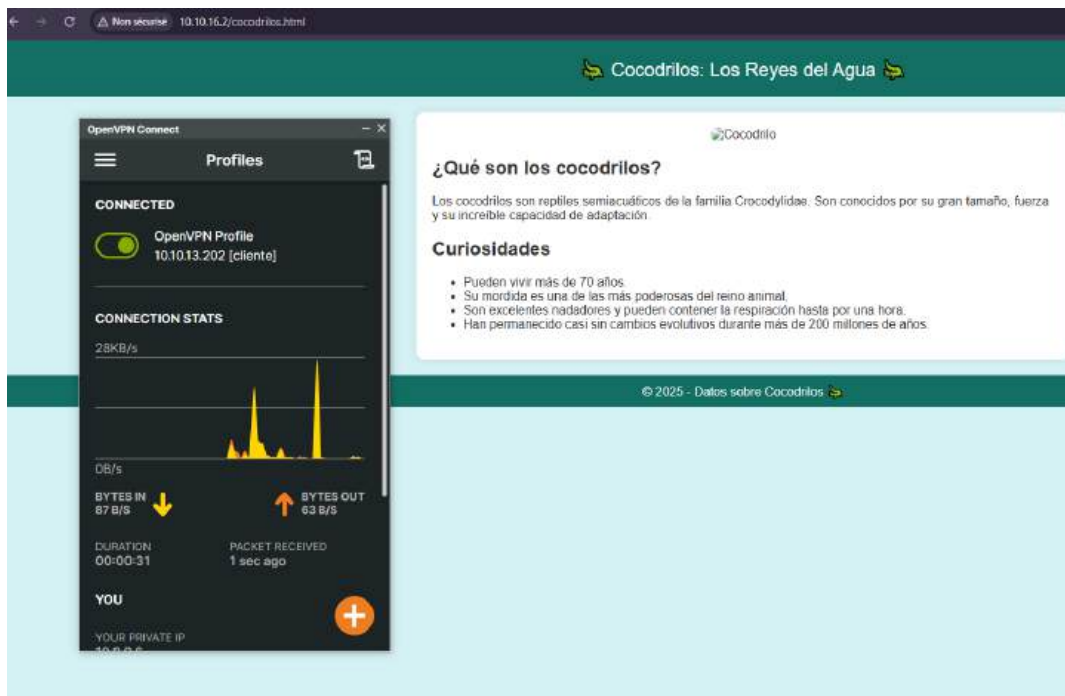 Non sécurisé 10.10.16.2/cocodrilos.html
Cocodrilos: Los Reyes del Agua
OpenVPN Connect
Profiles
CONNECTED
OpenVPN Profile
10.10.13.202 [cliente]
CONNECTION STATS
28KB/s
0B/s
BYTES IN
87 B/S
BYTES OUT
63 B/S
DURATION
00:00:31
PACKET RECEIVED
1 sec ago
YOU
YOUR PRIVATE IP
Cocodrilo
¿Qué son los cocodrilos?
Los cocodrilos son reptiles semiacuáticos de la familia Crocodylidae. Son conocidos por su gran tamaño, fuerza
y su increíble capacidad de adaptación.
Curiosidades
Pueden vivir más de 70 años.
Su mordida es una de las más poderosas del reino animal.
Son excelentes nadadores y pueden contener la respiración hasta por una hora.
Han permanecido casi sin cambios evolutivos durante más de 200 millones de años.
© 2025 - Datos sobre Cocodrilos